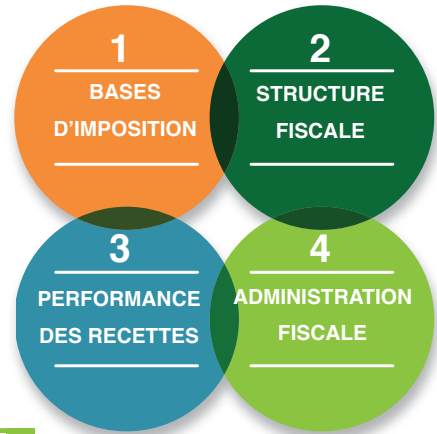 1
BASES
D'IMPOSITION
2
STRUCTURE
FISCALE
3
PERFORMANCE
DES RECETTES
4
ADMINISTRATION
FISCALE